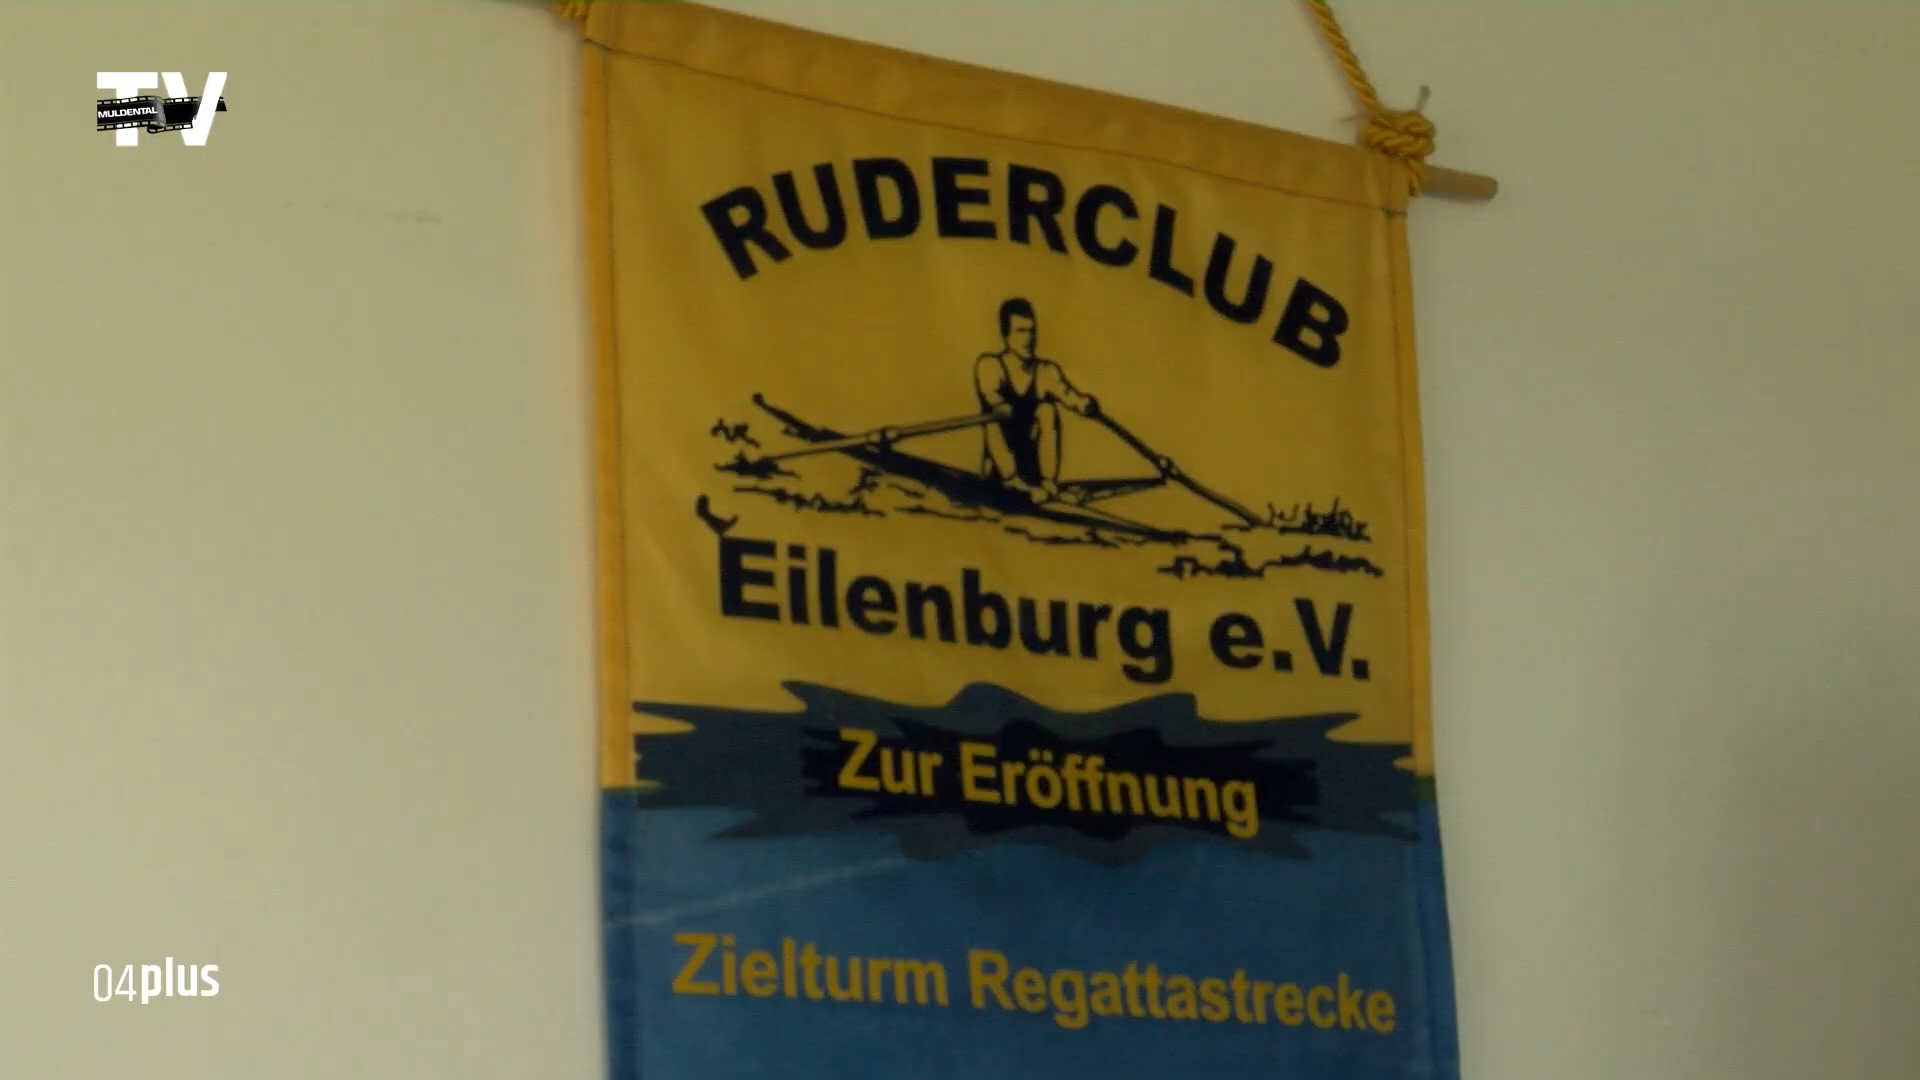 TV
MULDENTAL
RUDERCLUB
Eilenburg e.V.
Zur Eröffnung
Zielturm Regattastrecke
04plus